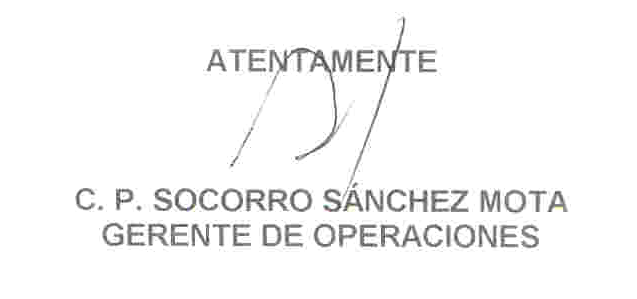 ATENTAMENTE
C. P. SOCORRO SÁNCHEZ MOTA
GERENTE DE OPERACIONES